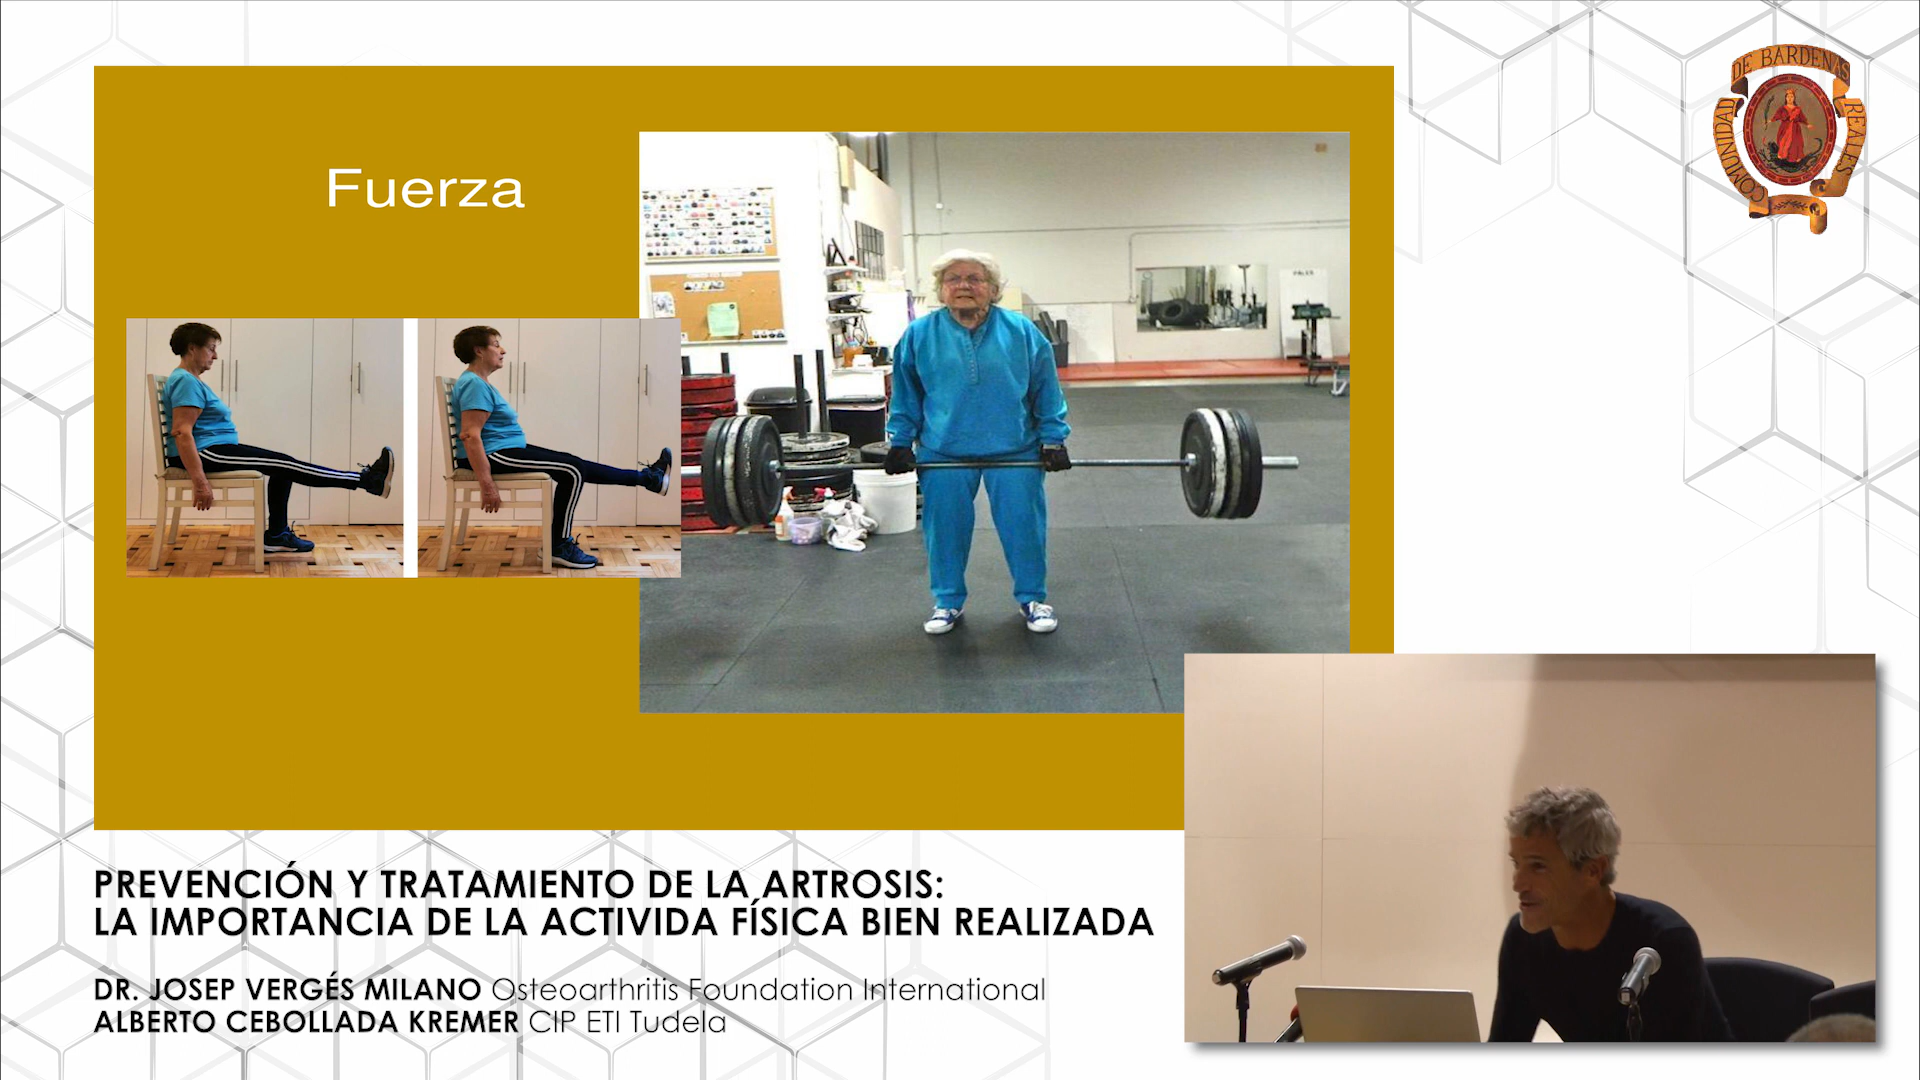 Fuerza
COMUNIDAD DE BARDENAS REALES
PREVENCIÓN Y TRATAMIENTO DE LA ARTROSIS:
LA IMPORTANCIA DE LA ACTIVIDA FÍSICA BIEN REALIZADA
DR. JOSEP VERGÉS MILANO Osteoarthritis Foundation International
ALBERTO CEBOLLADA KREMER CIP ETI Tudela